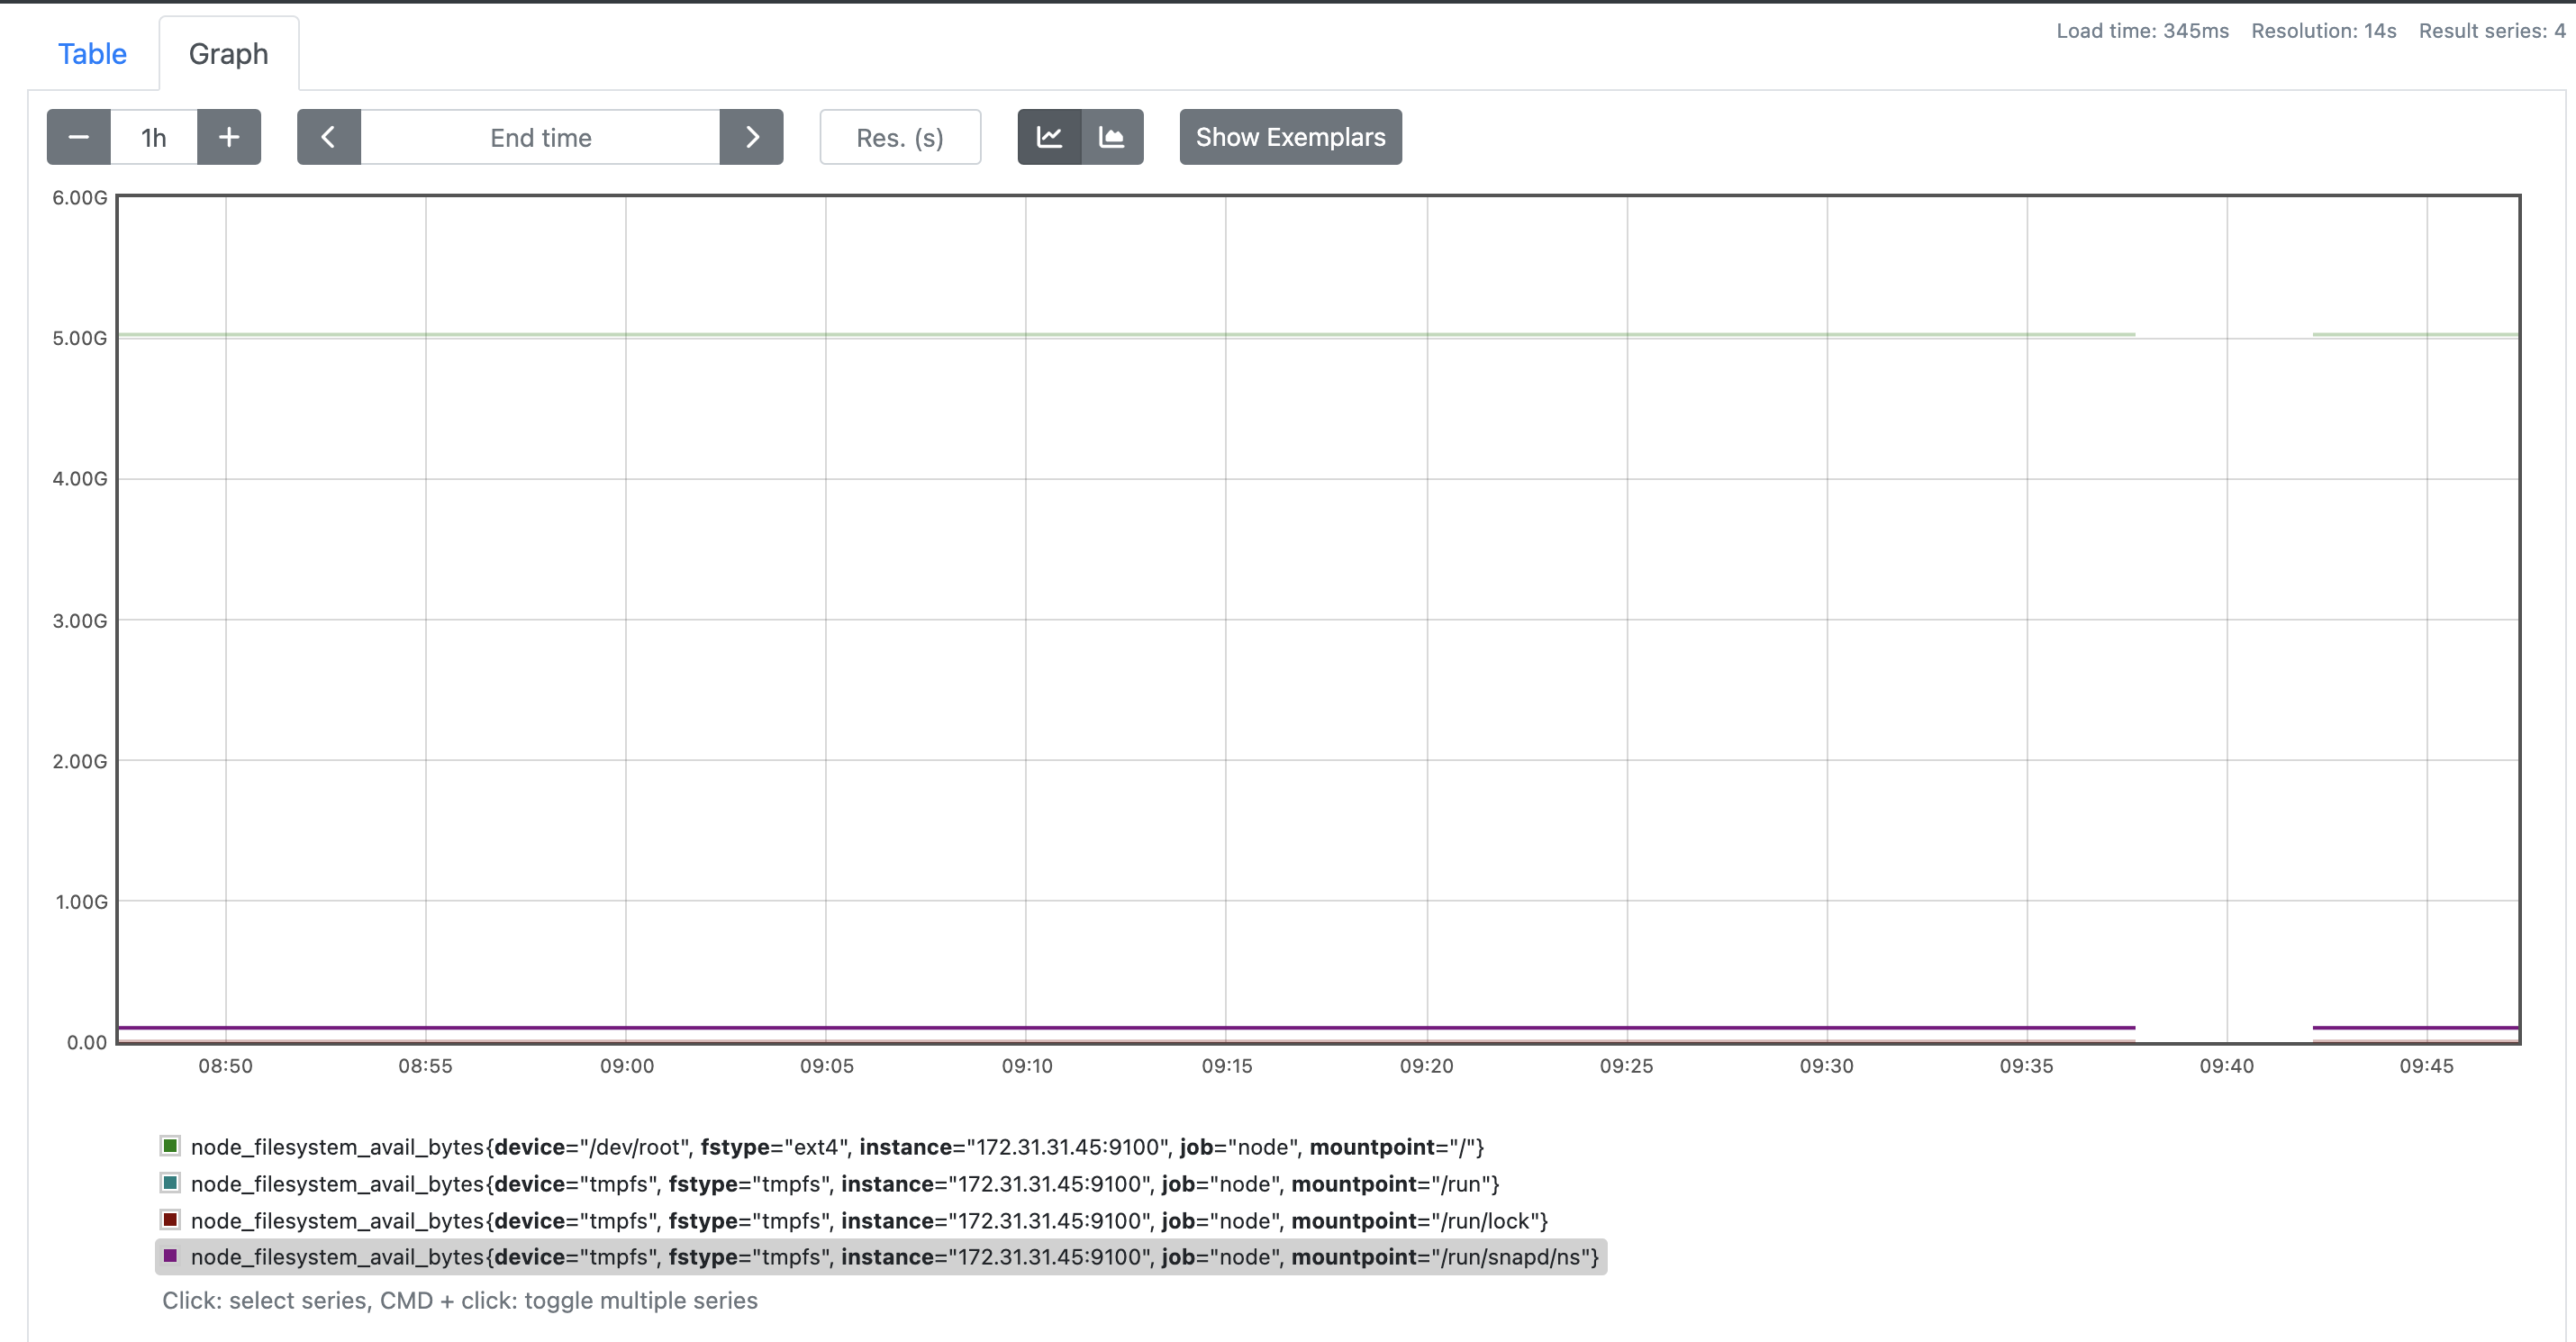 Load time: 345ms Resolution: 14s Result series: 4
Table Graph
1h End time Res. (s) Show Exemplars
6.00G
5.00G
4.00G
3.00G
2.00G
1.00G
0.00
08:50 08:55 09:00 09:05 09:10 09:15 09:20 09:25 09:30 09:35 09:40 09:45
node_filesystem_avail_bytes{device="/dev/root", fstype="ext4", instance="172.31.31.45:9100", job="node", mountpoint="/"}
node_filesystem_avail_bytes{device="tmpfs", fstype="tmpfs", instance="172.31.31.45:9100", job="node", mountpoint="/run"}
node_filesystem_avail_bytes{device="tmpfs", fstype="tmpfs", instance="172.31.31.45:9100", job="node", mountpoint="/run/lock"}
node_filesystem_avail_bytes{device="tmpfs", fstype="tmpfs", instance="172.31.31.45:9100", job="node", mountpoint="/run/snapd/ns"}
Click: select series, CMD + click: toggle multiple series